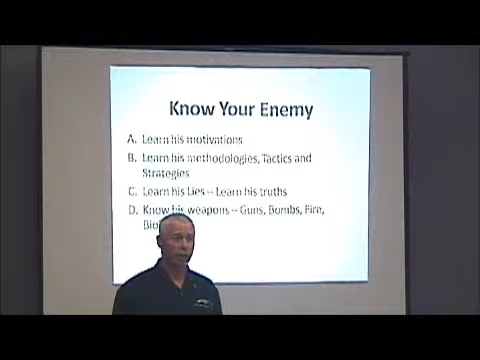 Know Your Enemy
A. Learn his motivations
B. Learn his methodologies, Tactics and
Strategies
C. Learn his Lies – Learn his truths
D. Know his weapons – Guns, Bombs, Fire,